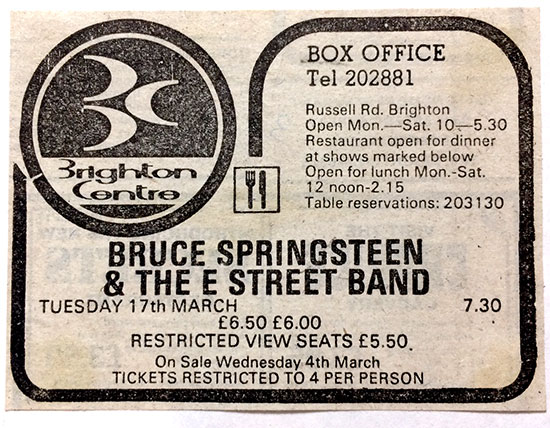 Brighton
Centre
BOX OFFICE
Tel 202881
Russell Rd. Brighton
Open Mon.—Sat. 10—5.30
Restaurant open for dinner
at shows marked below
Open for lunch Mon.-Sat.
12 noon-2.15
Table reservations: 203130
BRUCE SPRINGSTEEN
& THE E STREET BAND
TUESDAY 17th MARCH 7.30
£6.50 £6.00
RESTRICTED VIEW SEATS £5.50
On Sale Wednesday 4th March
TICKETS RESTRICTED TO 4 PER PERSON